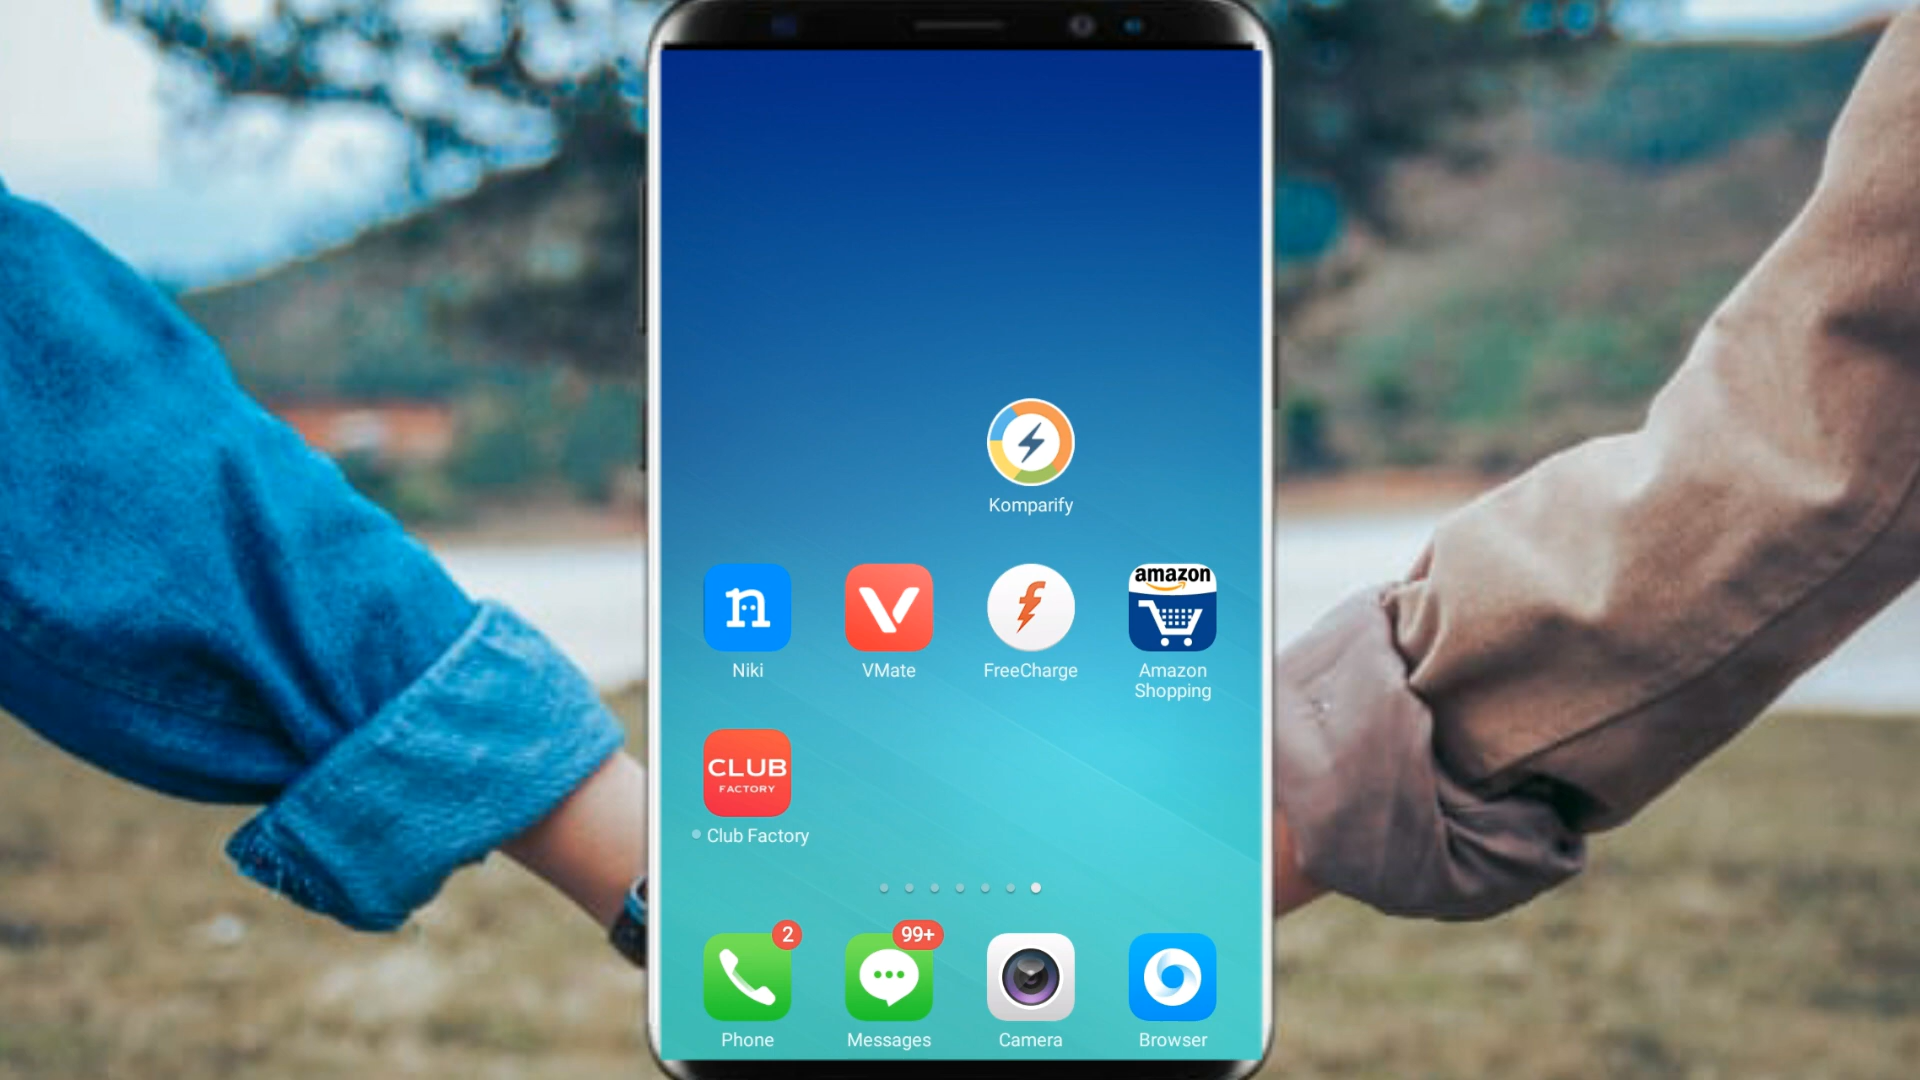 Komparify
n
amazon
Niki
VMate
FreeCharge
Amazon
Shopping
CLUB
FACTORY
Club Factory
2
99+
Phone
Messages
Camera
Browser